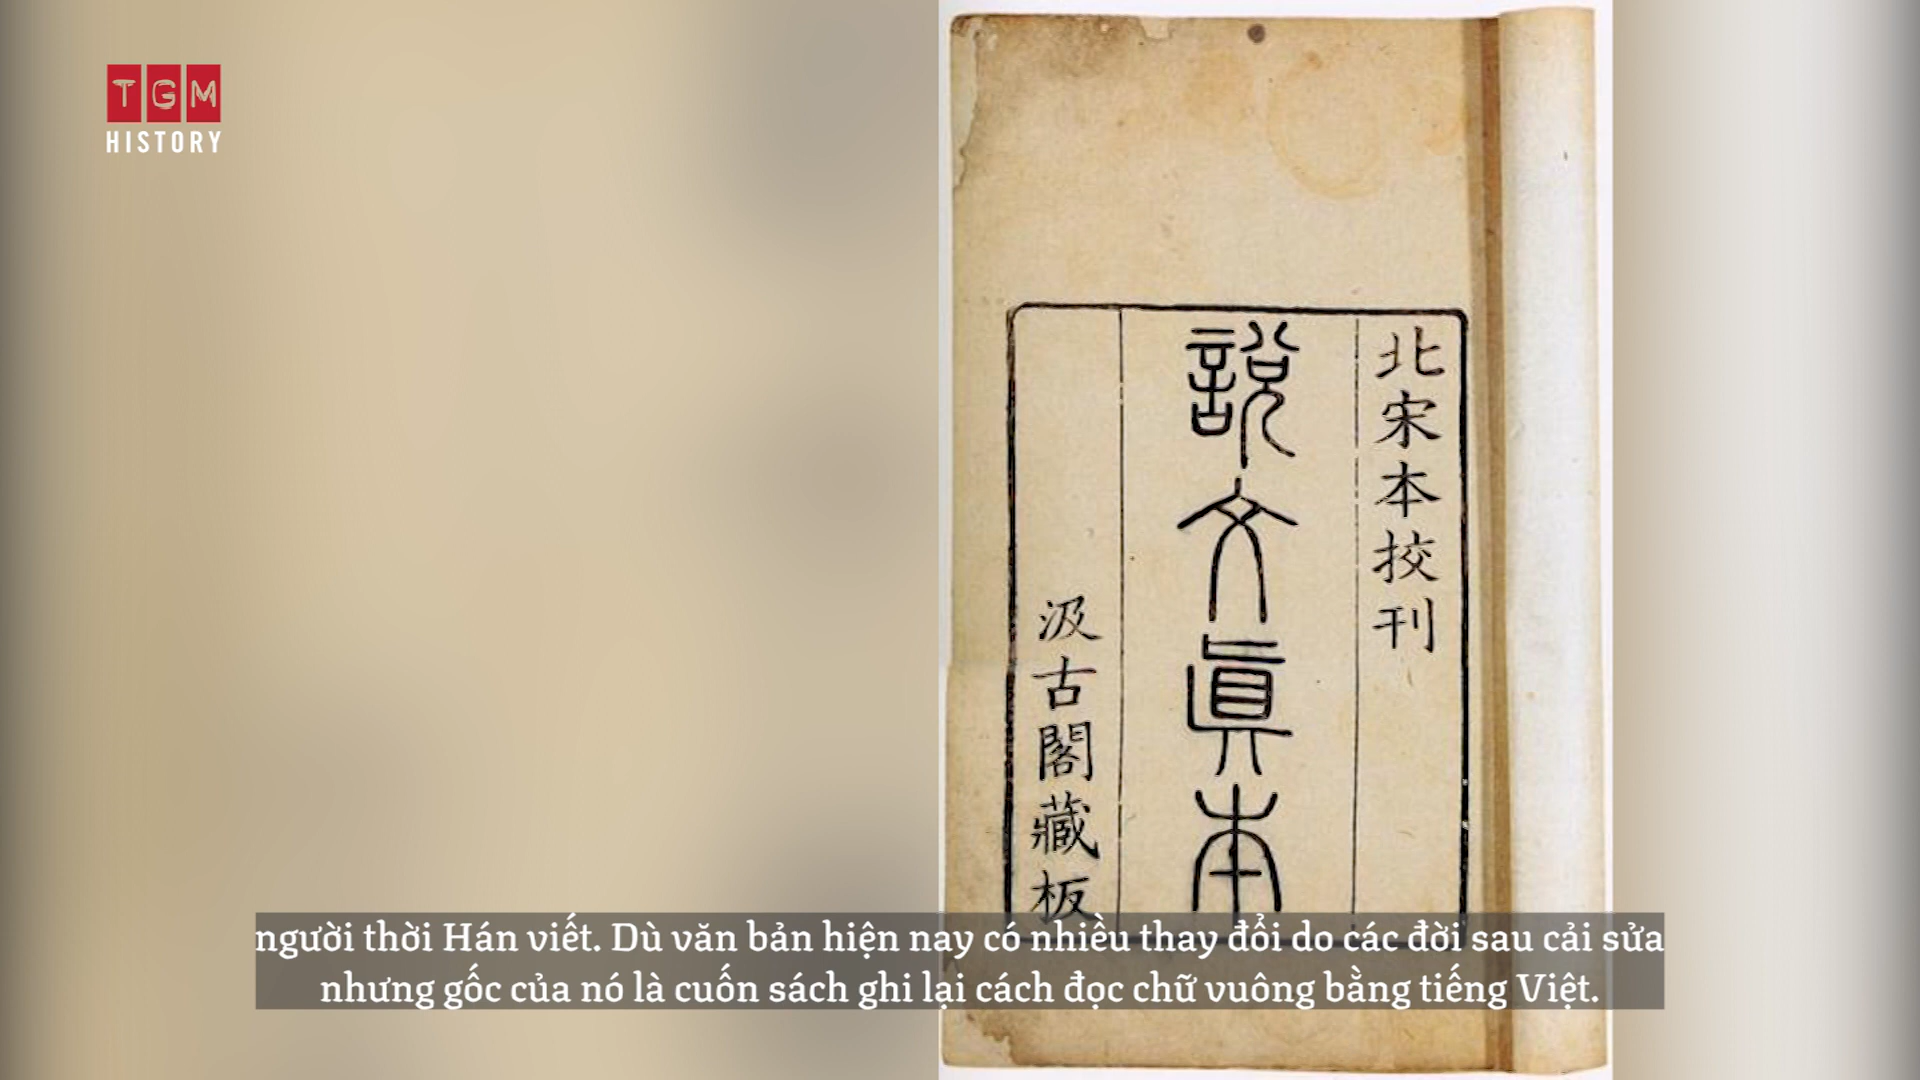 TGM
HISTORY
北宋本挍刊
說文眞本
汲古閣藏板
người thời Hán viết. Dù văn bản hiện nay có nhiều thay đổi do các đời sau cải sửa
nhưng gốc của nó là cuốn sách ghi lại cách đọc chữ vuông bằng tiếng Việt.